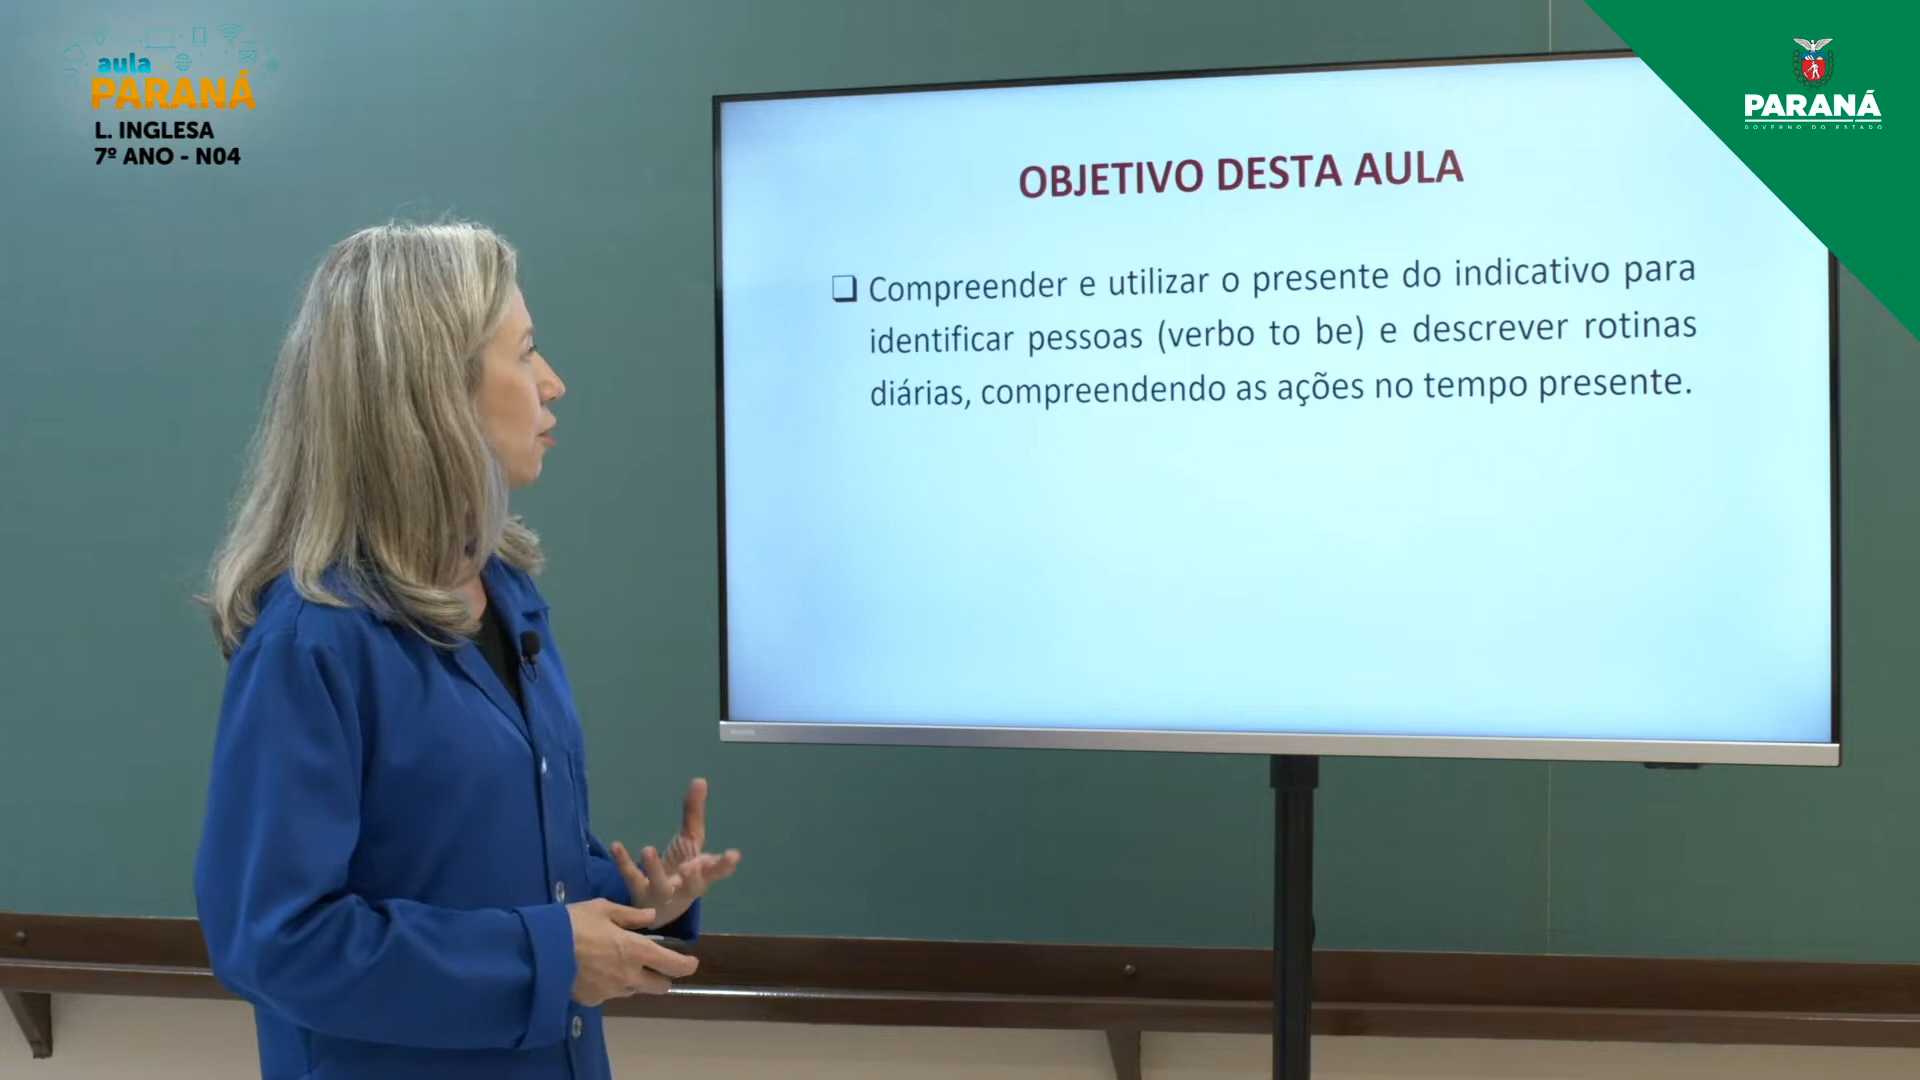 aula
PARANÁ
L. INGLESA
7º ANO - N04
PARANÁ
GOVERNO DO ESTADO
OBJETIVO DESTA AULA
❑ Compreender e utilizar o presente do indicativo para
identificar pessoas (verbo to be) e descrever rotinas
diárias, compreendendo as ações no tempo presente.